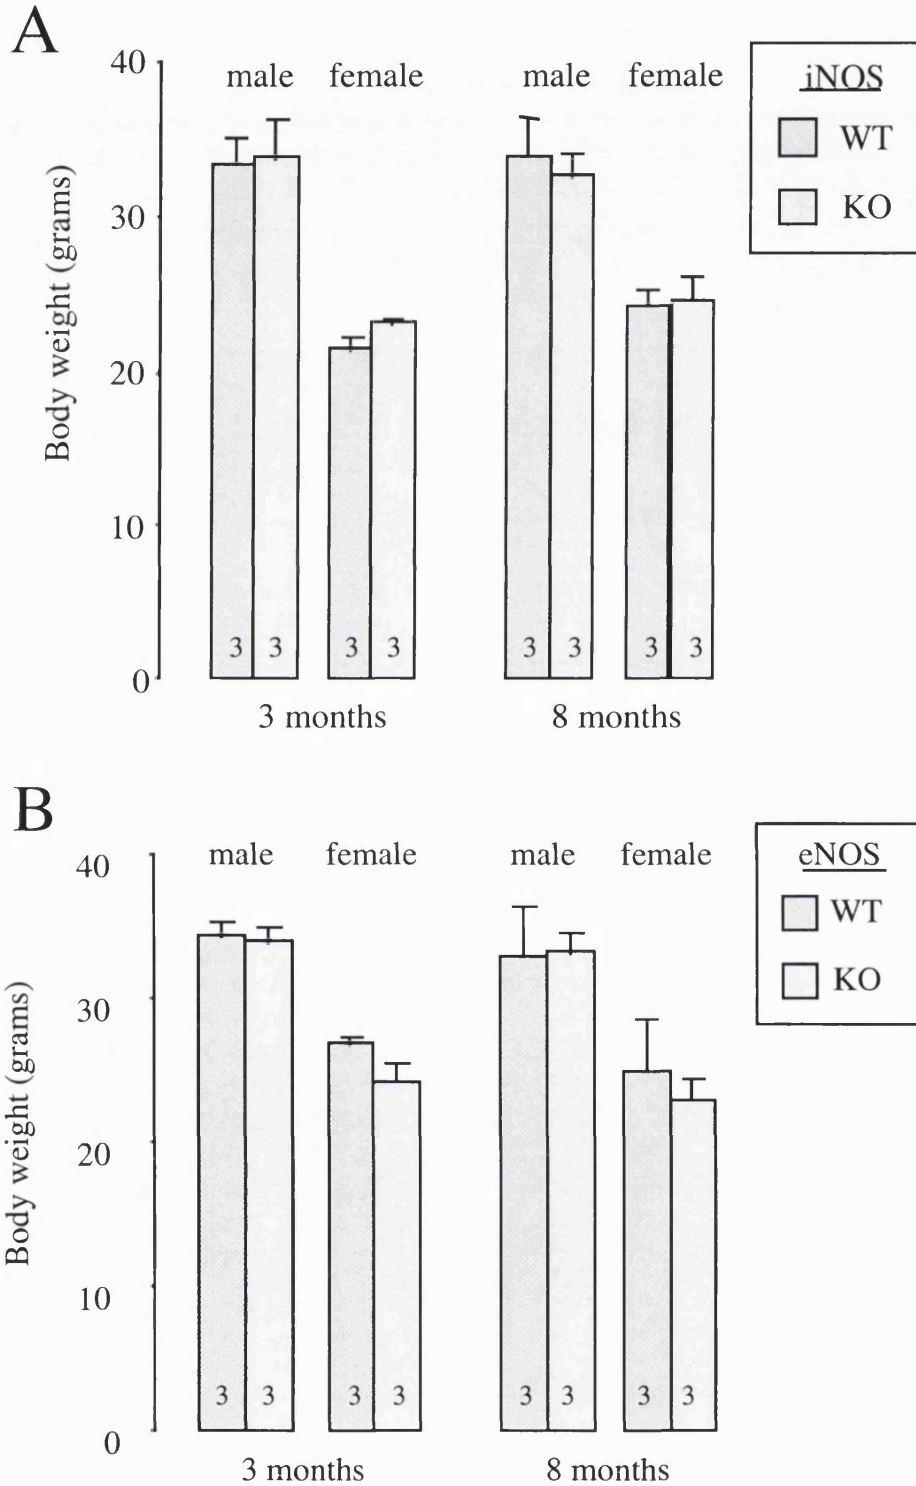 A
40
male female
male female
iNOS
WT
KO
30
Body weight (grams)
20
10
3 3 3 3
3 3 3 3
0
3 months
8 months
B
40
male female
male female
eNOS
WT
KO
30
Body weight (grams)
20
10
3 3 3 3
3 3 3 3
0
3 months
8 months